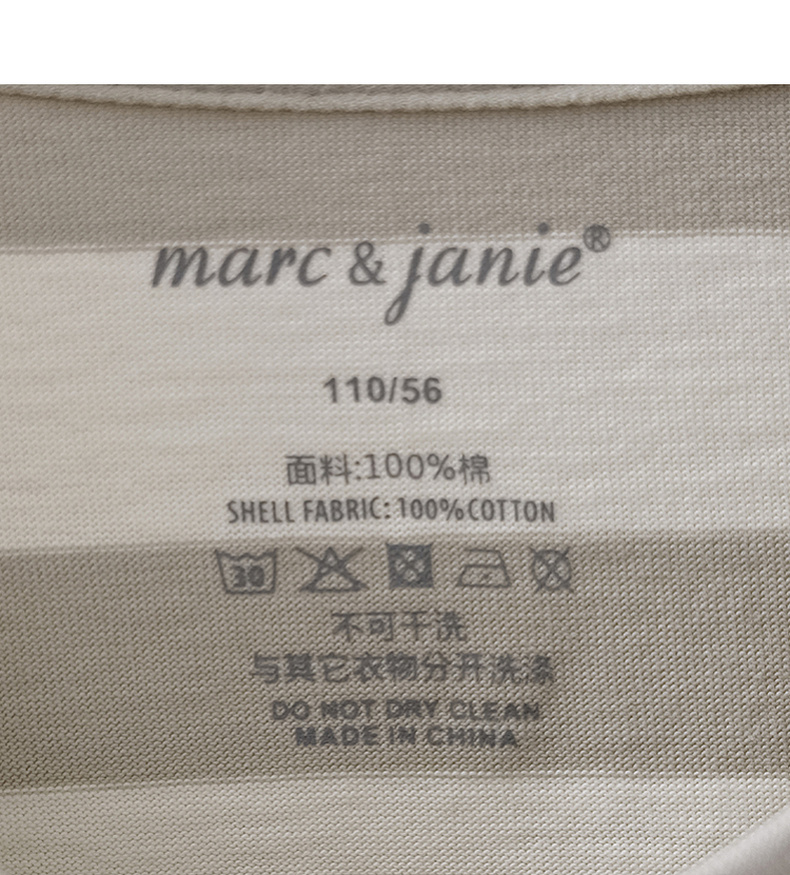 marc & janie®
110/56
面料:100%棉
SHELL FABRIC:100%COTTON
30
不可干洗
与其它衣物分开洗涤
DO NOT DRY CLEAN
MADE IN CHINA